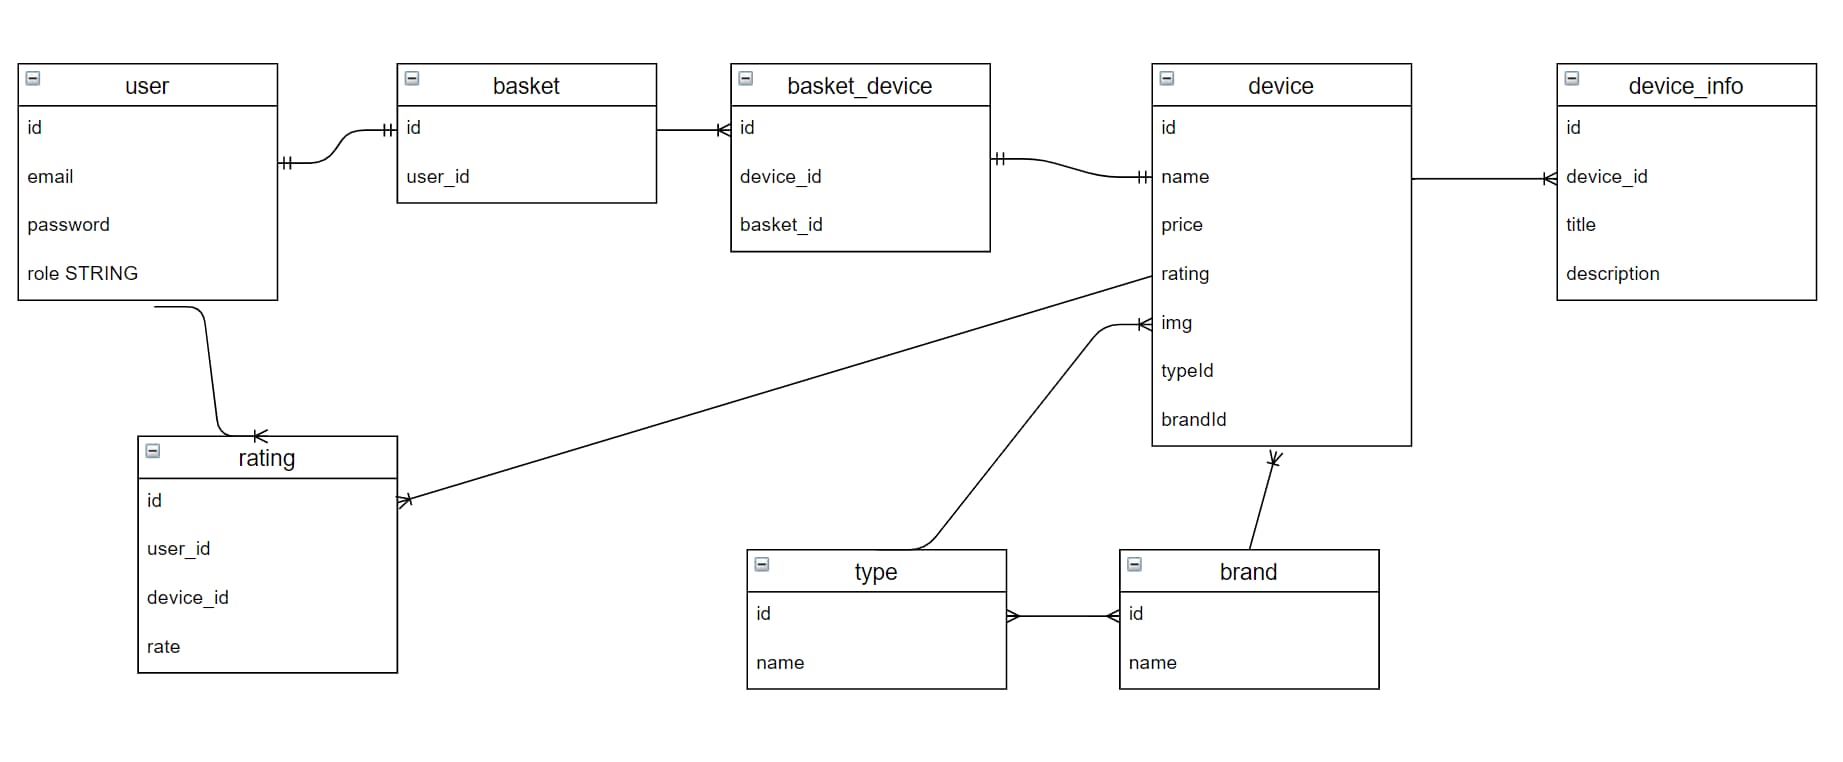 user
id
email
password
role STRING
basket
id
user_id
basket_device
id
device_id
basket_id
device
id
name
price
rating
img
typeId
brandId
device_info
id
device_id
title
description
rating
id
user_id
device_id
rate
type
id
name
brand
id
name